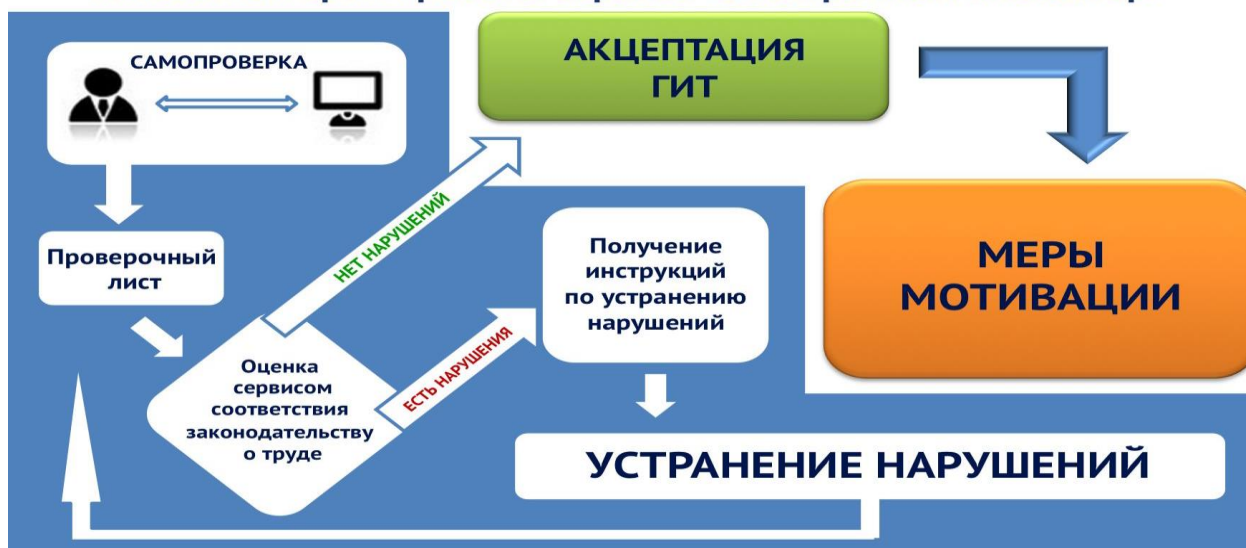 САМОПРОВЕРКА
АКЦЕПТАЦИЯ
ГИТ
Проверочный
лист
НЕТ НАРУШЕНИЙ
Получение
инструкций
по устранению
нарушений
МЕРЫ
МОТИВАЦИИ
Оценка
сервисом
соответствия
законодательству
о труде
ЕСТЬ НАРУШЕНИЯ
УСТРАНЕНИЕ НАРУШЕНИЙ